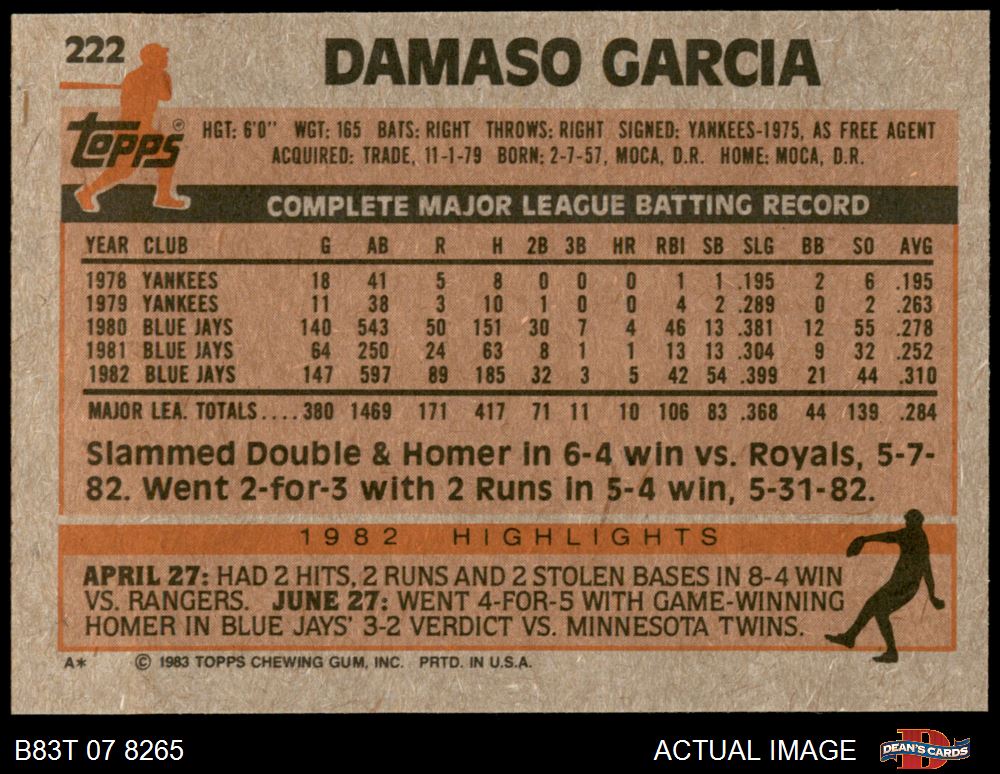 222
DAMASO GARCIA
Topps®
HGT: 6'0" WGT: 165 BATS: RIGHT THROWS: RIGHT SIGNED: YANKEES-1975, AS FREE AGENT
ACQUIRED: TRADE, 11-1-79 BORN: 2-7-57, MOCA, D.R. HOME: MOCA, D.R.
COMPLETE MAJOR LEAGUE BATTING RECORD
YEAR CLUB G AB R H 2B 3B HR RBI SB SLG BB SO AVG
1978 YANKEES 18 41 5 8 0 0 0 1 1 .195 2 6 .195
1979 YANKEES 11 38 3 10 1 0 0 4 2 .289 0 2 .263
1980 BLUE JAYS 140 543 50 151 30 7 4 46 13 .381 12 55 .278
1981 BLUE JAYS 64 250 24 63 8 1 1 13 13 .304 9 32 .252
1982 BLUE JAYS 147 597 89 185 32 3 5 42 54 .399 21 44 .310
MAJOR LEA. TOTALS....380 1469 171 417 71 11 10 106 83 .368 44 139 .284
Slammed Double & Homer in 6-4 win vs. Royals, 5-7-
82. Went 2-for-3 with 2 Runs in 5-4 win, 5-31-82.
1982 HIGHLIGHTS
APRIL 27: HAD 2 HITS, 2 RUNS AND 2 STOLEN BASES IN 8-4 WIN
VS. RANGERS. JUNE 27: WENT 4-FOR-5 WITH GAME-WINNING
HOMER IN BLUE JAYS' 3-2 VERDICT VS. MINNESOTA TWINS.
A* © 1983 TOPPS CHEWING GUM, INC. PRTD. IN U.S.A.
B83T 07 8265
ACTUAL IMAGE
DEAN'S CARDS